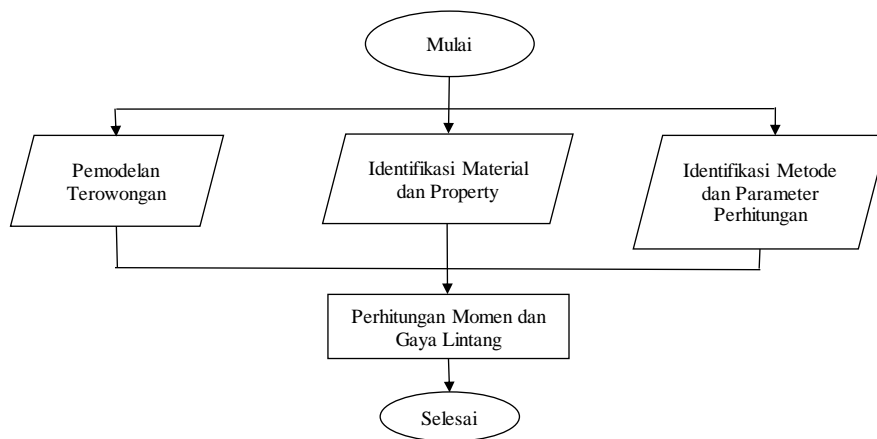 Mulai
Pemodelan
Terowongan
Identifikasi Material
dan Property
Identifikasi Metode
dan Parameter
Perhitungan
Perhitungan Momen dan
Gaya Lintang
Selesai